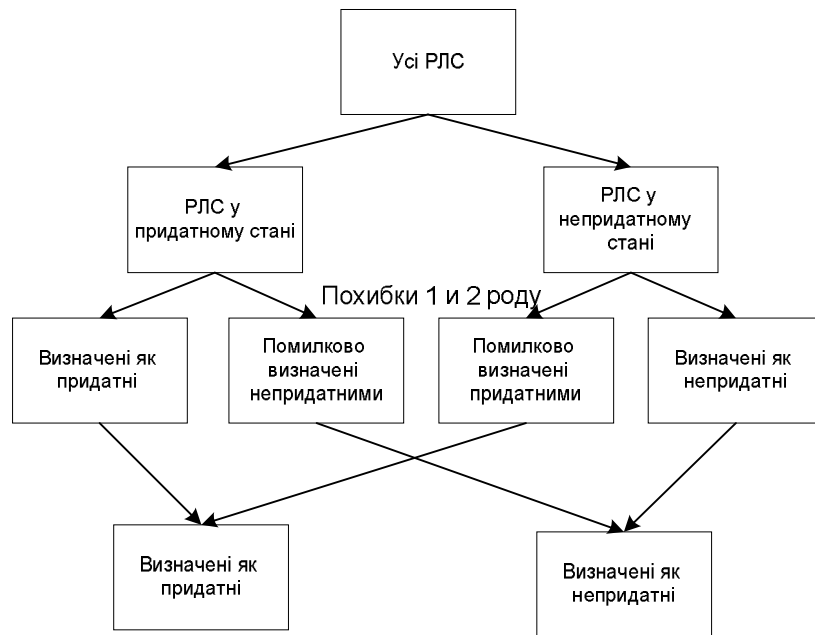 Усі РЛС
РЛС у
придатному стані
РЛС у
непридатному
стані
Похибки 1 и 2 роду
Визначені як
придатні
Помилково
визначені
непридатними
Помилково
визначені
придатними
Визначені як
непридатні
Визначені як
придатні
Визначені як
непридатні